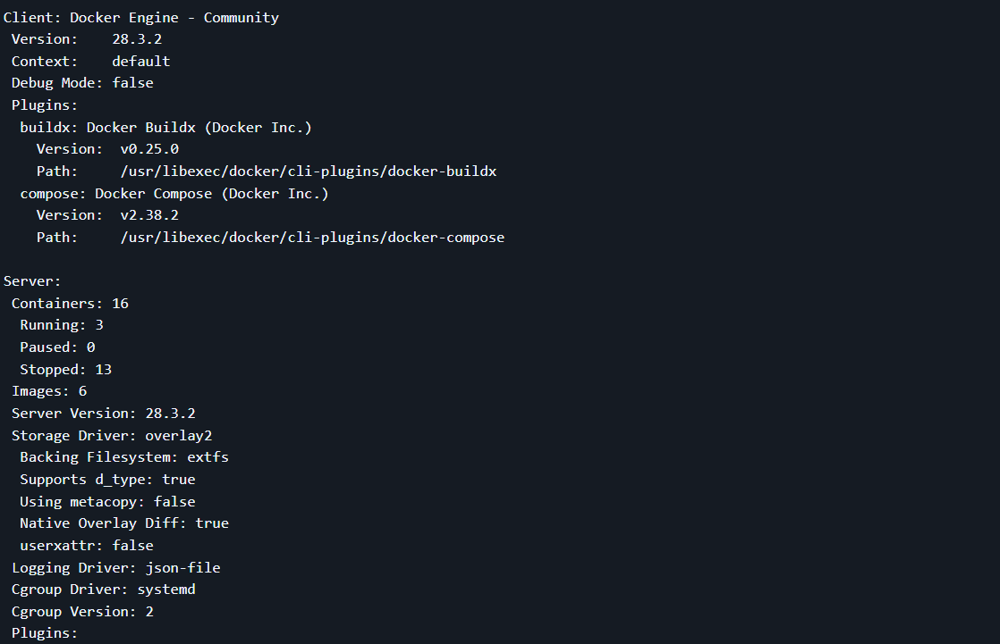 Client: Docker Engine - Community
 Version:    28.3.2
 Context:    default
 Debug Mode: false
 Plugins:
  buildx: Docker Buildx (Docker Inc.)
    Version:  v0.25.0
    Path:     /usr/libexec/docker/cli-plugins/docker-buildx
  compose: Docker Compose (Docker Inc.)
    Version:  v2.38.2
    Path:     /usr/libexec/docker/cli-plugins/docker-compose

Server:
 Containers: 16
  Running: 3
  Paused: 0
  Stopped: 13
 Images: 6
 Server Version: 28.3.2
 Storage Driver: overlay2
  Backing Filesystem: extfs
  Supports d_type: true
  Using metacopy: false
  Native Overlay Diff: true
  userxattr: false
 Logging Driver: json-file
 Cgroup Driver: systemd
 Cgroup Version: 2
 Plugins: